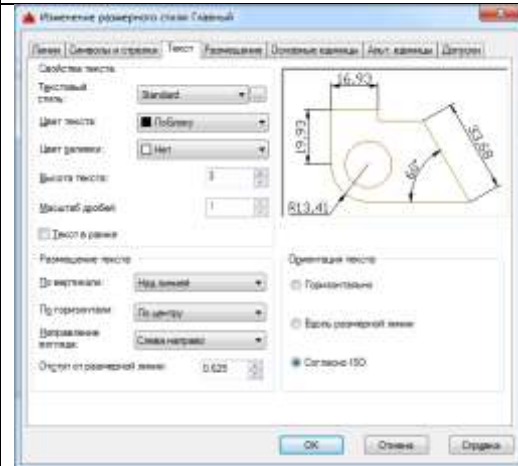 Изменение размерного стиля: Главный
Линии Символы и стрелки Текст Размещение Основные единицы Альт. единицы Допуски
Свойства текста
Текстовый стиль: Standard ...
Цвет текста: ПоБлоку
Цвет заливки: Нет
Высота текста:
Масштаб дробей: 1
Текст в рамке
16,93
19,93
33,68
60°
R13,41
Размещение текста
По вертикали: Над линией
По горизонтали: По центру
Направление взгляда: Слева направо
Отступ от размерной линии: 0.625
Ориентация текста
Горизонтально
Вдоль размерной линии
Согласно ISO
ОК Отмена Справка